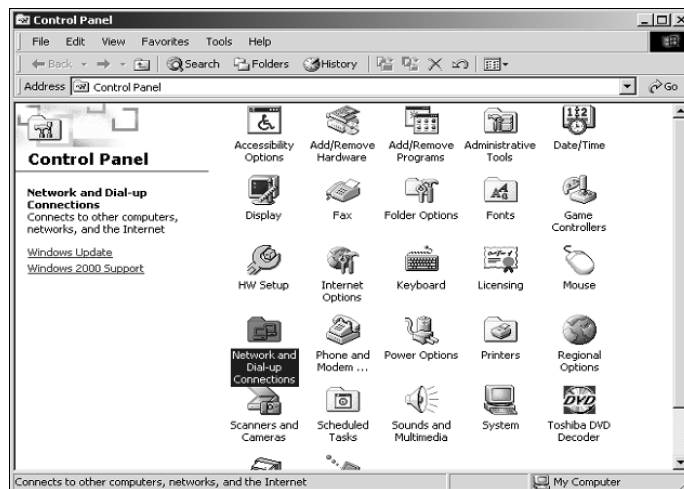 Control Panel
File Edit View Favorites Tools Help
Back Search Folders History
Address Control Panel Go
Control Panel
Network and Dial-up
Connections
Connects to other computers,
networks, and the Internet
Windows Update
Windows 2000 Support
Accessibility
Options
Add/Remove
Hardware
Add/Remove
Programs
Administrative
Tools
Date/Time
Display
Fax
Folder Options
Fonts
Game
Controllers
HW Setup
Internet
Options
Keyboard
Licensing
Mouse
Network and
Dial-up
Connections
Phone and
Modem ...
Power Options
Printers
Regional
Options
Scanners and
Cameras
Scheduled
Tasks
Sounds and
Multimedia
System
DVD
Toshiba DVD
Decoder
Connects to other computers, networks, and the Internet My Computer